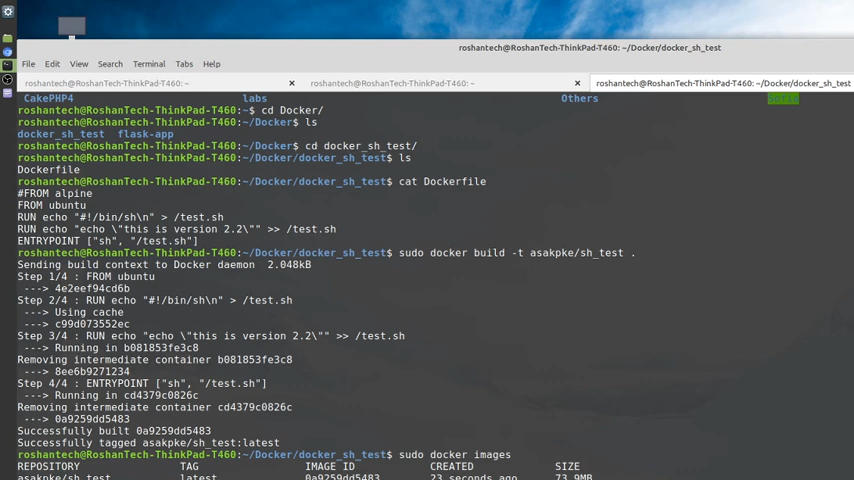 roshantech@RoshanTech-ThinkPad-T460: ~/Docker/docker_sh_test
File Edit View Search Terminal Tabs Help
roshantech@RoshanTech-ThinkPad-T460: ~ × roshantech@RoshanTech-ThinkPad-T460: ~ × roshantech@RoshanTech-ThinkPad-T460: ~/Docker/docker_sh_test
CakePHP4 labs Others
roshantech@RoshanTech-ThinkPad-T460:~$ cd Docker/
roshantech@RoshanTech-ThinkPad-T460:~/Docker$ ls
docker_sh_test flask-app
roshantech@RoshanTech-ThinkPad-T460:~/Docker$ cd docker_sh_test/
roshantech@RoshanTech-ThinkPad-T460:~/Docker/docker_sh_test$ ls
Dockerfile
roshantech@RoshanTech-ThinkPad-T460:~/Docker/docker_sh_test$ cat Dockerfile
#FROM alpine
FROM ubuntu
RUN echo "#!/bin/sh\n" > /test.sh
RUN echo "echo \"this is version 2.2\"" >> /test.sh
ENTRYPOINT ["sh", "/test.sh"]
roshantech@RoshanTech-ThinkPad-T460:~/Docker/docker_sh_test$ sudo docker build -t asakpke/sh_test .
Sending build context to Docker daemon  2.048kB
Step 1/4 : FROM ubuntu
 ---> 4e2eef94cd6b
Step 2/4 : RUN echo "#!/bin/sh\n" > /test.sh
 ---> Using cache
 ---> c99d073552ec
Step 3/4 : RUN echo "echo \"this is version 2.2\"" >> /test.sh
 ---> Running in b081853fe3c8
Removing intermediate container b081853fe3c8
 ---> 8ee6b9271234
Step 4/4 : ENTRYPOINT ["sh", "/test.sh"]
 ---> Running in cd4379c0826c
Removing intermediate container cd4379c0826c
 ---> 0a9259dd5483
Successfully built 0a9259dd5483
Successfully tagged asakpke/sh_test:latest
roshantech@RoshanTech-ThinkPad-T460:~/Docker/docker_sh_test$ sudo docker images
REPOSITORY TAG IMAGE ID CREATED SIZE
asakpke/sh_test latest 0a9259dd5483 23 seconds ago 73.9MB